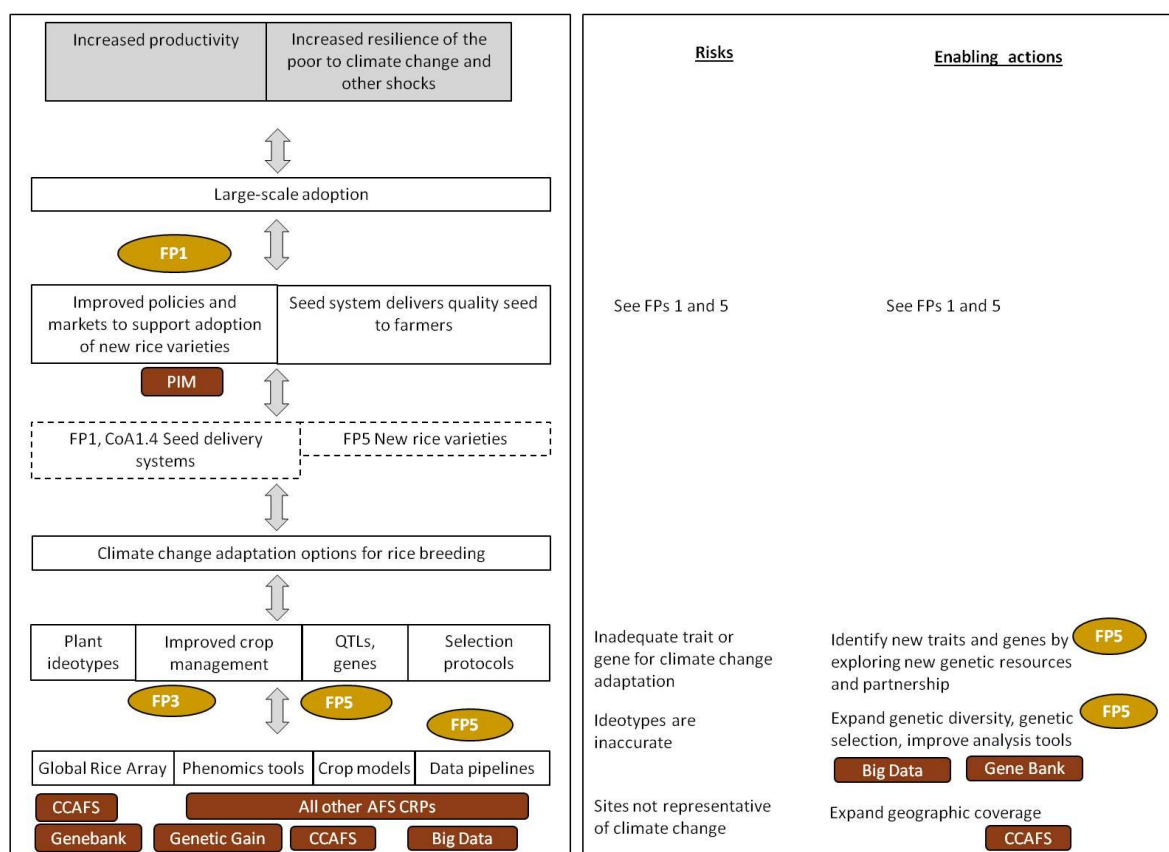 Increased productivity
Increased resilience of the
poor to climate change and
other shocks
Large-scale adoption
FP1
Improved policies and
markets to support adoption
of new rice varieties
Seed system delivers quality seed
to farmers
PIM
FP1, CoA1.4 Seed delivery
systems
FP5 New rice varieties
Climate change adaptation options for rice breeding
Plant
ideotypes
Improved crop
management
QTLs,
genes
Selection
protocols
FP3
FP5
FP5
Global Rice Array
Phenomics tools
Crop models
Data pipelines
CCAFS
All other AFS CRPs
Genebank
Genetic Gain
CCAFS
Big Data
Risks
Enabling actions
See FPs 1 and 5
See FPs 1 and 5
Inadequate trait or
gene for climate change
adaptation
Identify new traits and genes by
exploring new genetic resources
and partnership
FP5
Ideotypes are
inaccurate
Expand genetic diversity, genetic
selection, improve analysis tools
FP5
Big Data
Gene Bank
Sites not representative
of climate change
Expand geographic coverage
CCAFS